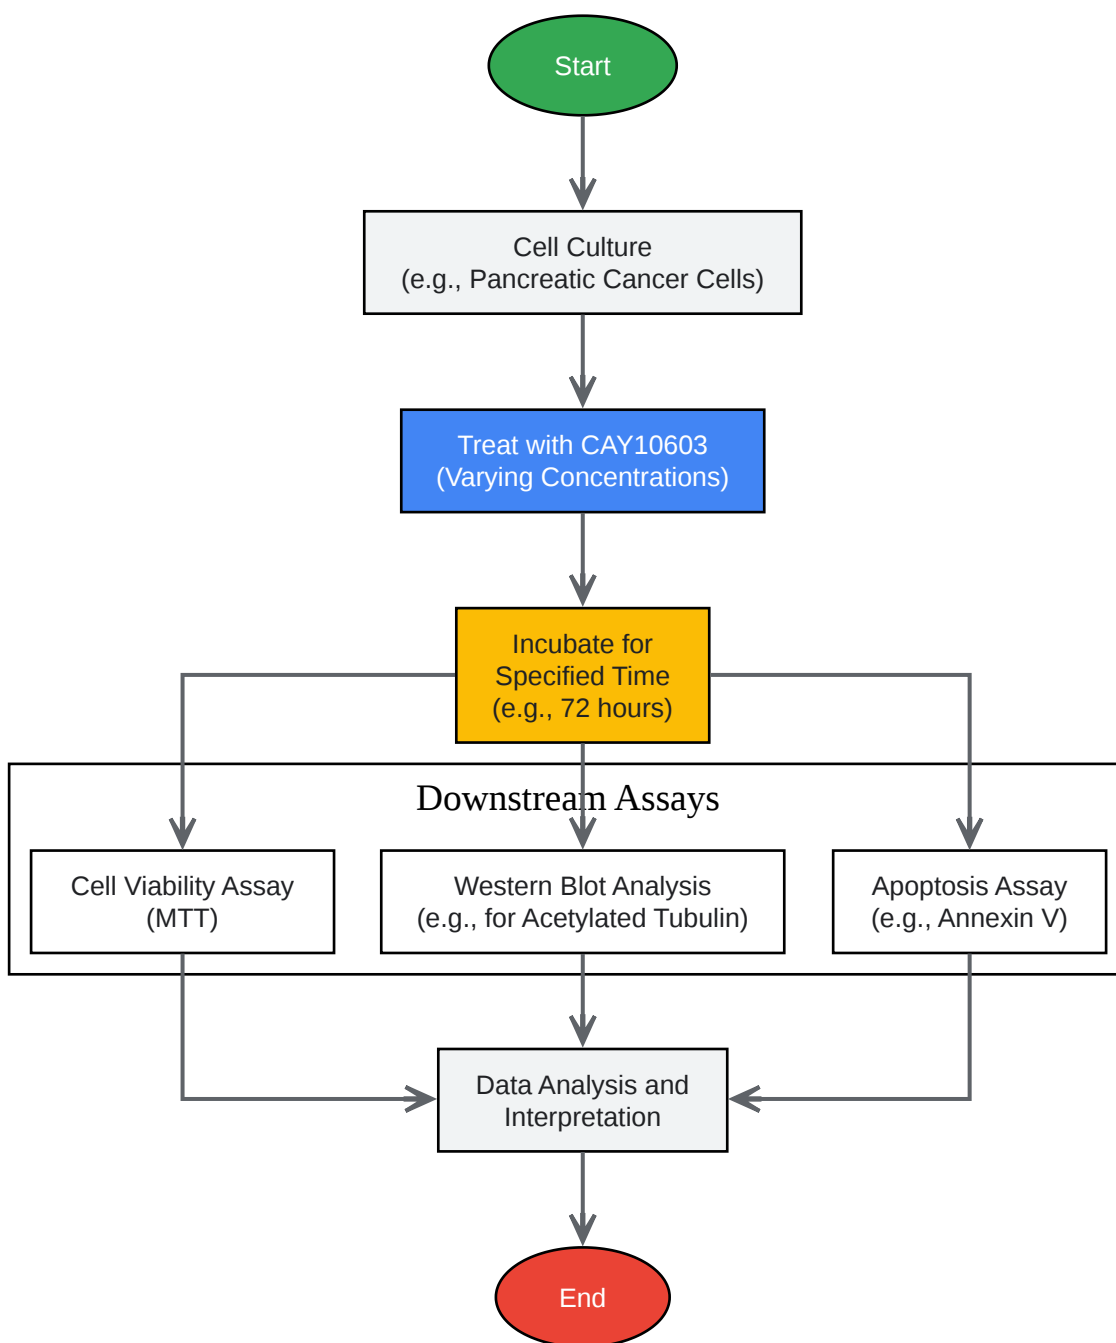 Start
Cell Culture
(e.g., Pancreatic Cancer Cells)
Treat with CAY10603
(Varying Concentrations)
Incubate for
Specified Time
(e.g., 72 hours)
Downstream Assays
Cell Viability Assay
(MTT)
Western Blot Analysis
(e.g., for Acetylated Tubulin)
Apoptosis Assay
(e.g., Annexin V)
Data Analysis and
Interpretation
End